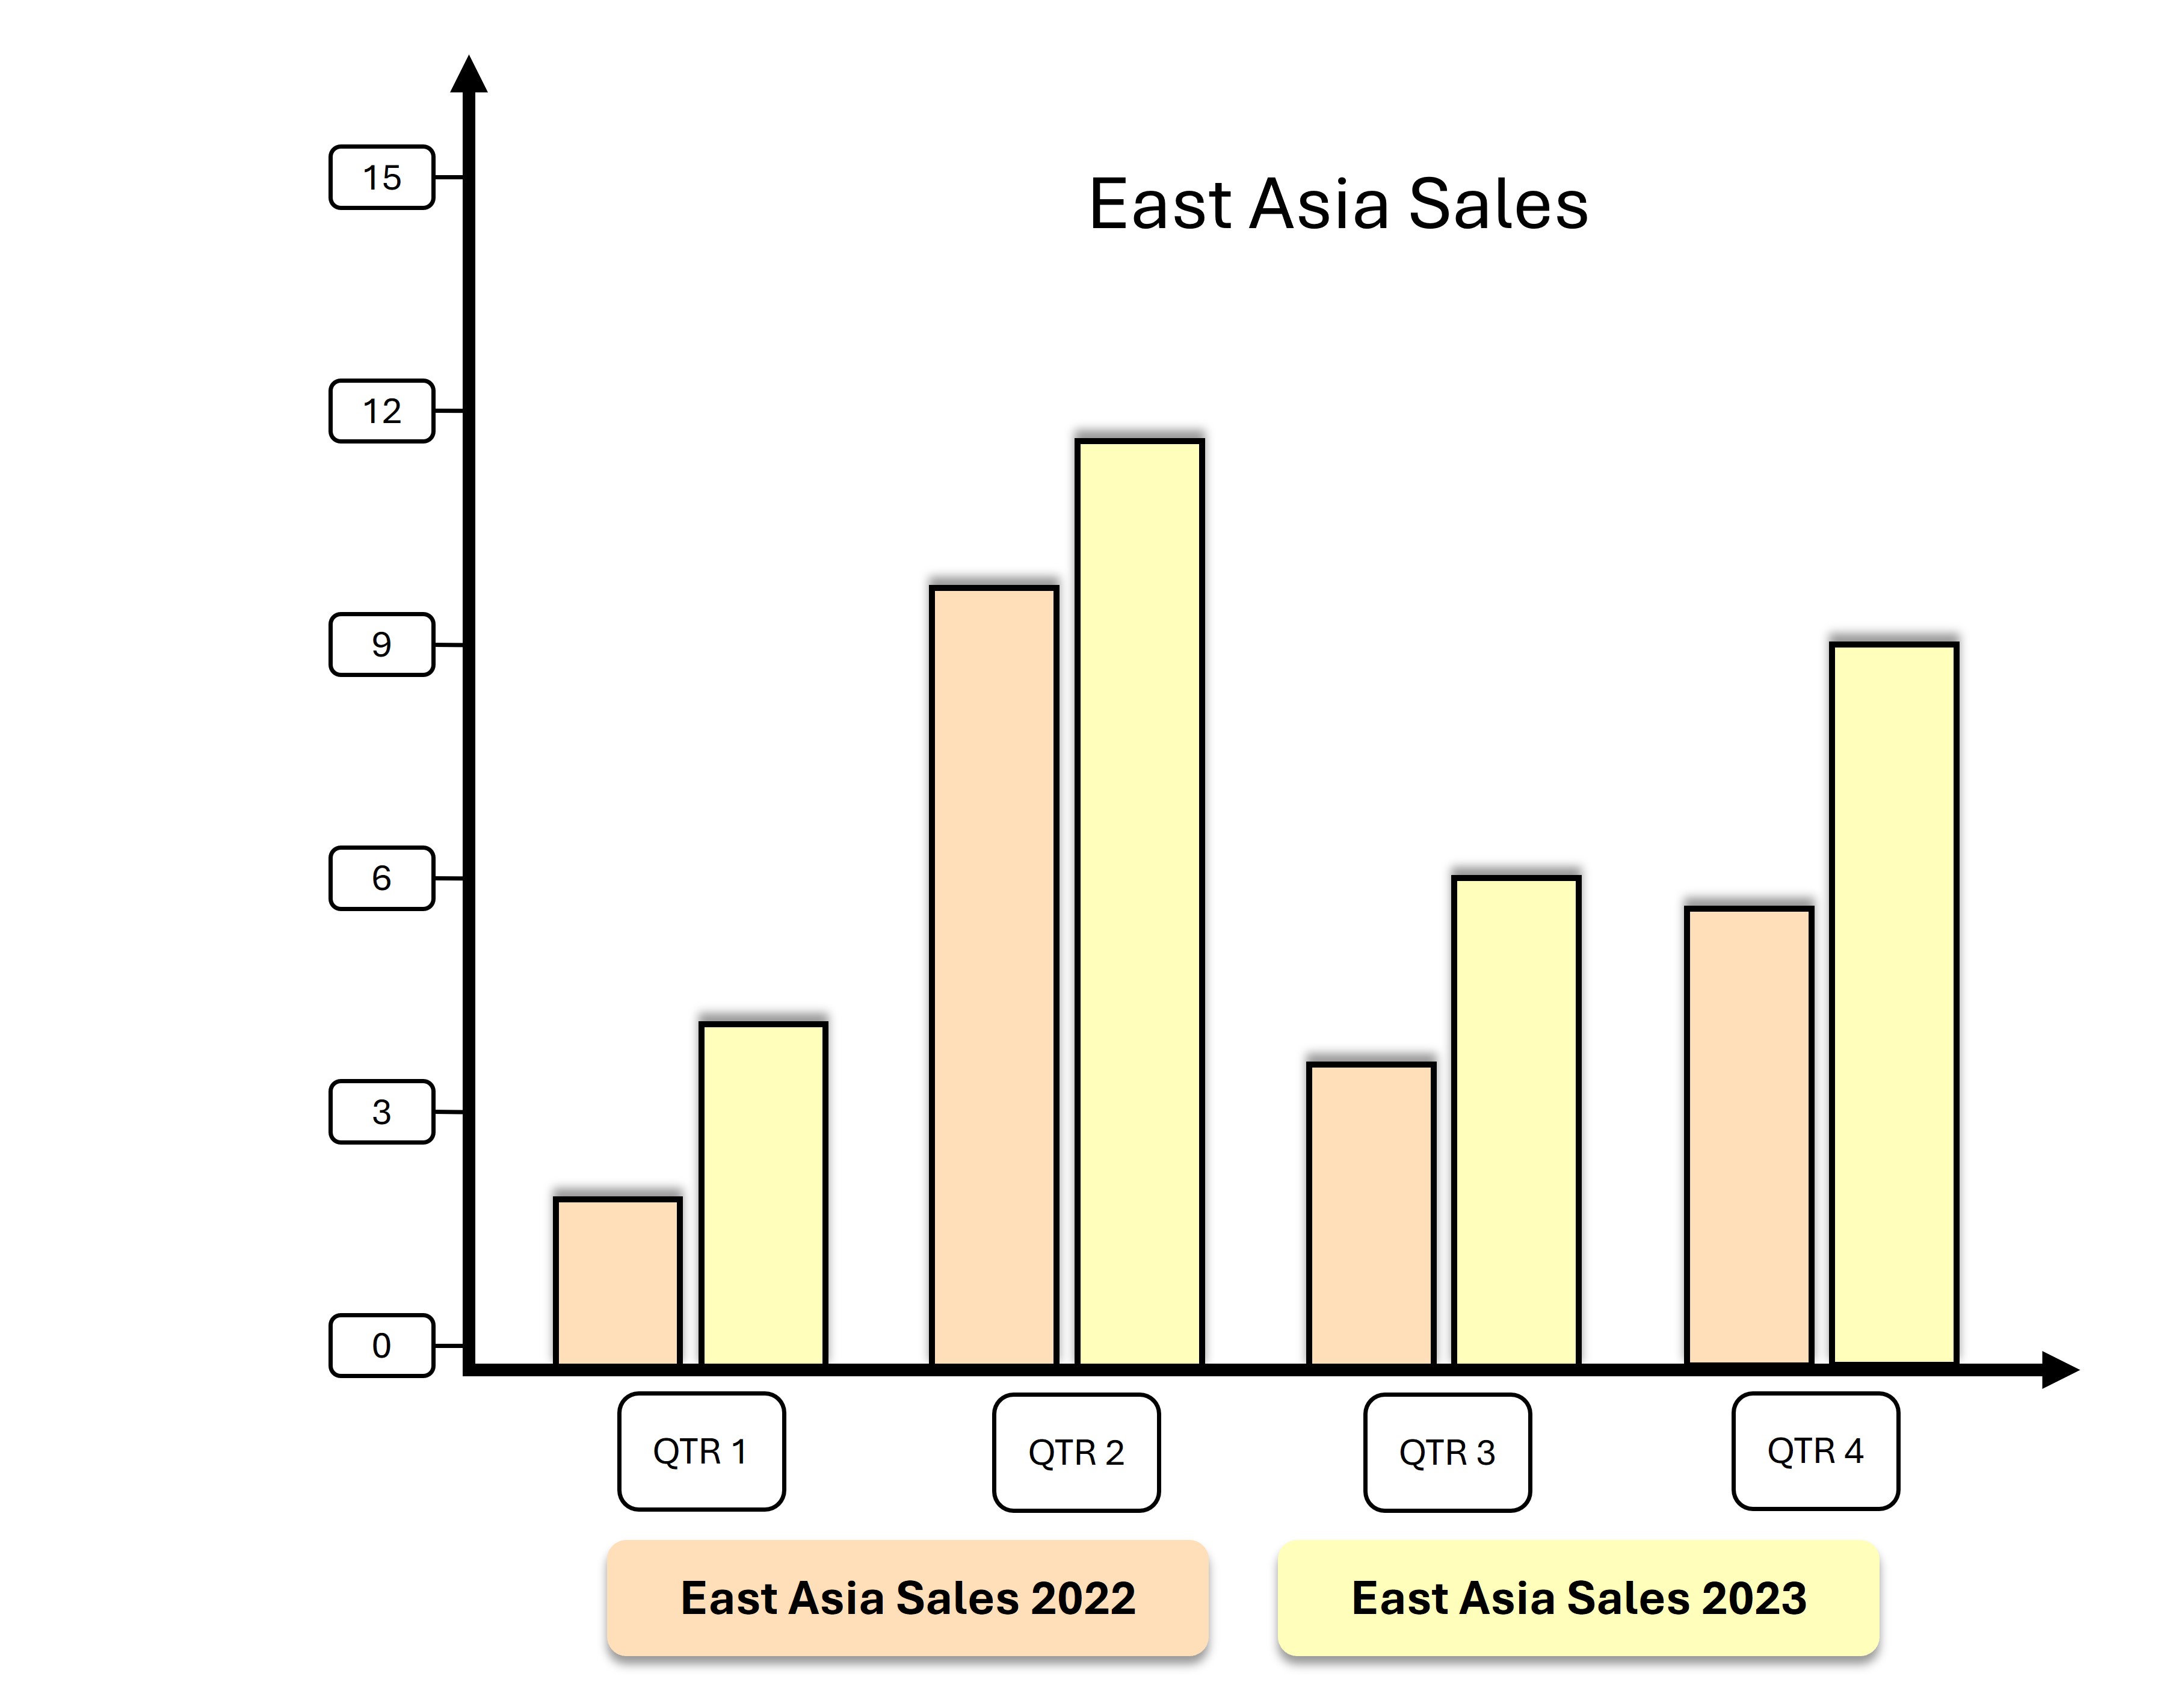 East Asia Sales
15
12
9
6
3
0
QTR 1
QTR 2
QTR 3
QTR 4
East Asia Sales 2022
East Asia Sales 2023